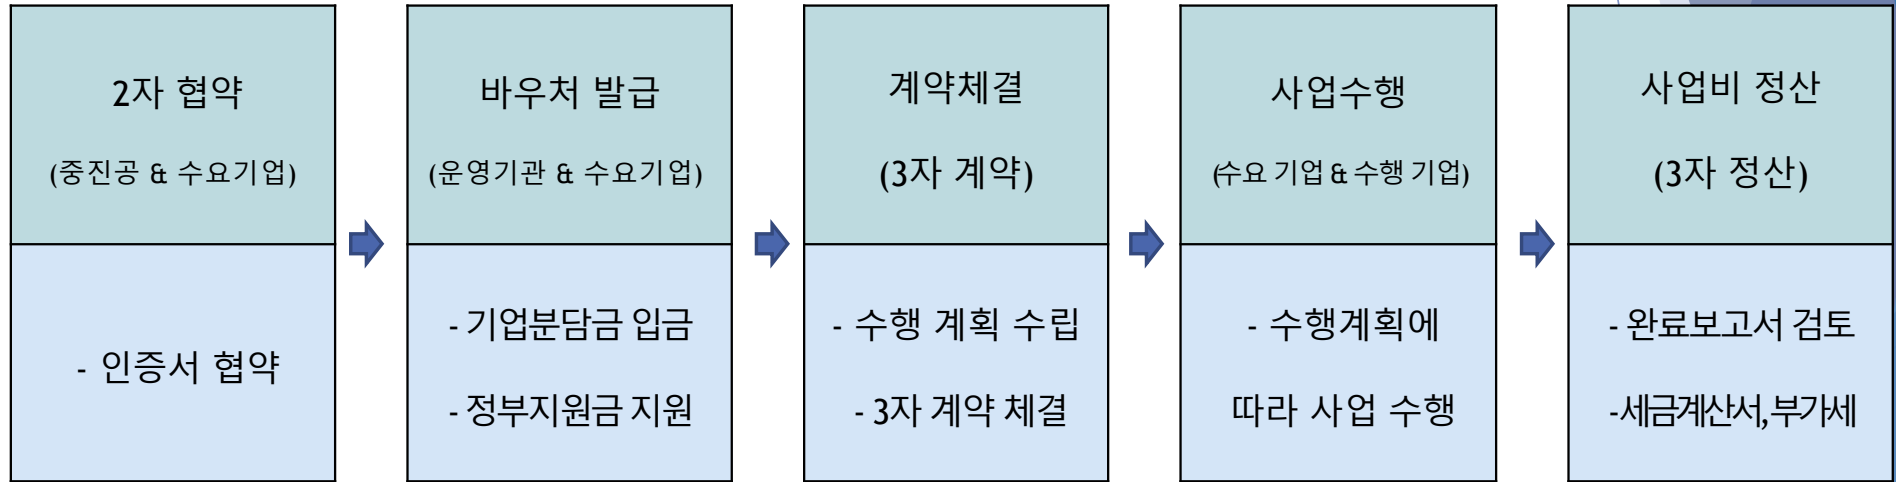 2자 협약
(중진공 & 수요기업)
- 인증서 협약
바우처 발급
(운영기관 & 수요기업)
- 기업분담금 입금
- 정부지원금 지원
계약체결
(3자 계약)
- 수행 계획 수립
- 3자 계약 체결
사업수행
(수요 기업 & 수행 기업)
- 수행계획에
따라 사업 수행
사업비 정산
(3자 정산)
- 완료보고서 검토
-세금계산서,부가세